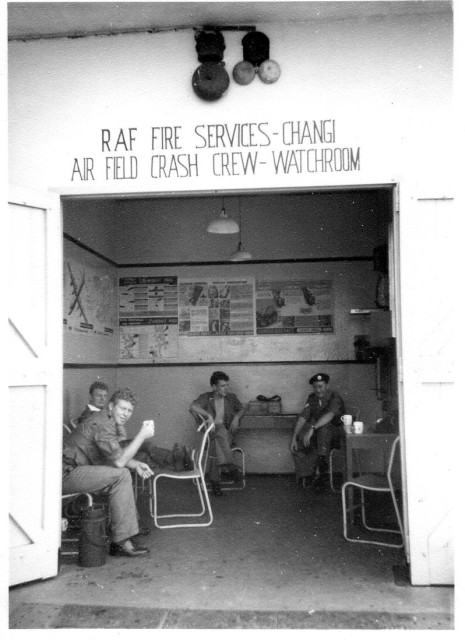 RAF FIRE SERVICES-CHANGI
AIR FIELD CRASH CREW-WATCHROOM